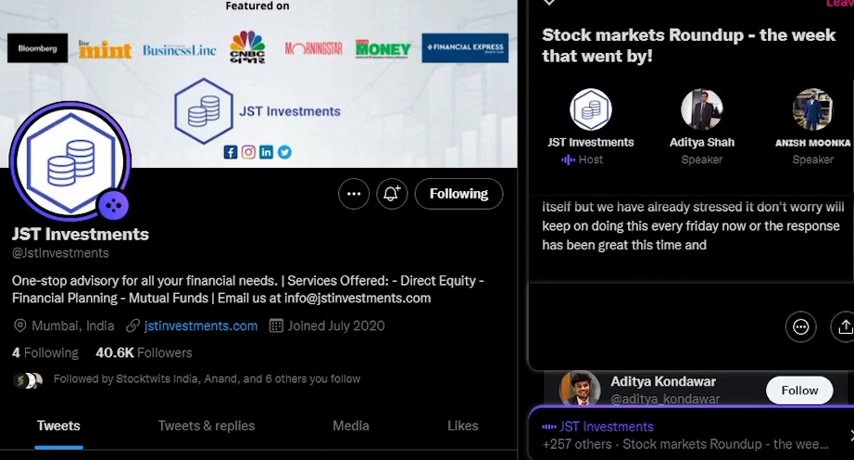 Featured on
Bloomberg
live
mint
BusinessLine
CNBC
બજાર
MORNINGSTAR
MONEY
FINANCIAL EXPRESS
JST Investments
Following
JST Investments
@JstInvestments
One-stop advisory for all your financial needs. | Services Offered: - Direct Equity -
Financial Planning - Mutual Funds | Email us at info@jstinvestments.com
Mumbai, India jstinvestments.com Joined July 2020
4 Following 40.6K Followers
Followed by Stocktwits India, Anand, and 6 others you follow
Tweets Tweets & replies Media Likes
Leav
Stock markets Roundup - the week
that went by!
JST Investments Aditya Shah ANISH MOONKA
Host Speaker Speaker
itself but we have already stressed it don't worry will
keep on doing this every friday now or the response
has been great this time and
Aditya Kondawar
@aditya_kondawar
Follow
JST Investments
+257 others · Stock markets Roundup - the wee...